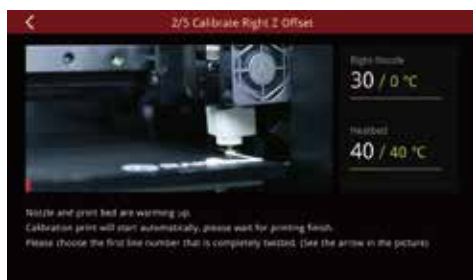 2/5 Calibrate Right Z Offset
Right Nozzle
30 / 0 °C
Heatbed
40 / 40 °C
Nozzle and print bed are warming up.
Calibration print will start automatically, please wait for printing finish.
Please choose the first line number that is completely twisted. (See the arrow in the picture)